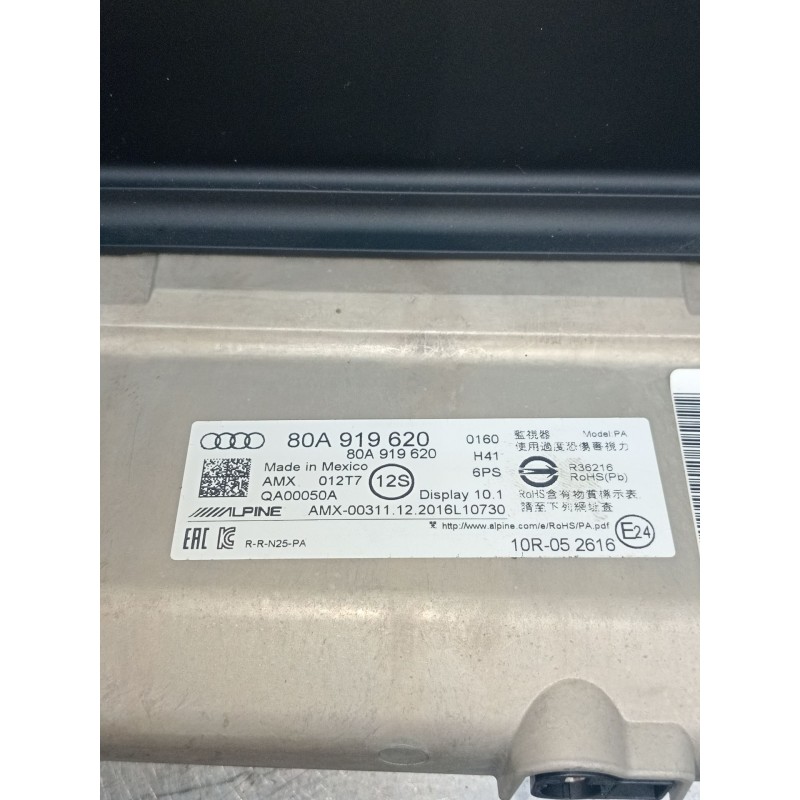 80A 919 620
80A 919 620
0160
H41
6PS
監視器 Model:PA
使用過度恐傷害視力
R36216
RoHS(Pb)
Made in Mexico
AMX 012T7
12S
QA00050A
Display 10.1
RoHS含有物質標示表
請至下列網址查
ALPINE
AMX-00311.12.2016L10730
http://www.alpine.com/e/RoHS/PA.pdf
EAC
R-R-N25-PA
10R-05 2616
E24